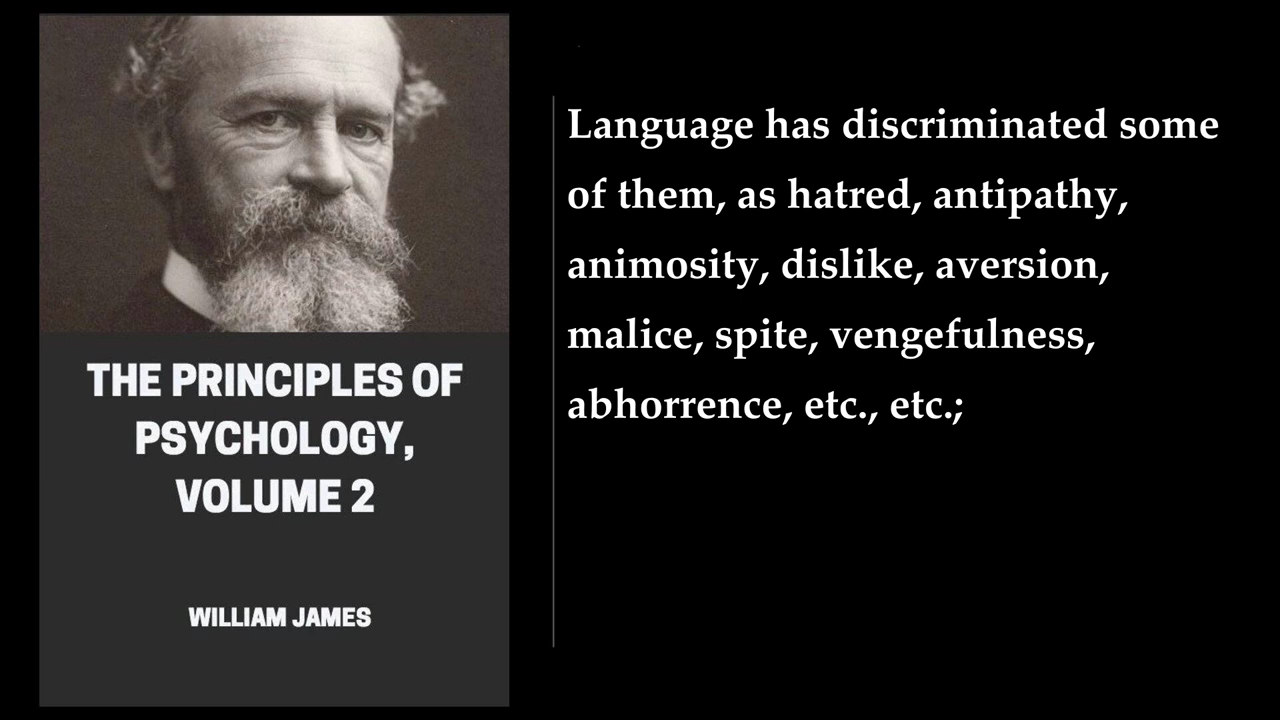 THE PRINCIPLES OF
PSYCHOLOGY,
VOLUME 2
WILLIAM JAMES
Language has discriminated some
of them, as hatred, antipathy,
animosity, dislike, aversion,
malice, spite, vengefulness,
abhorrence, etc., etc.;